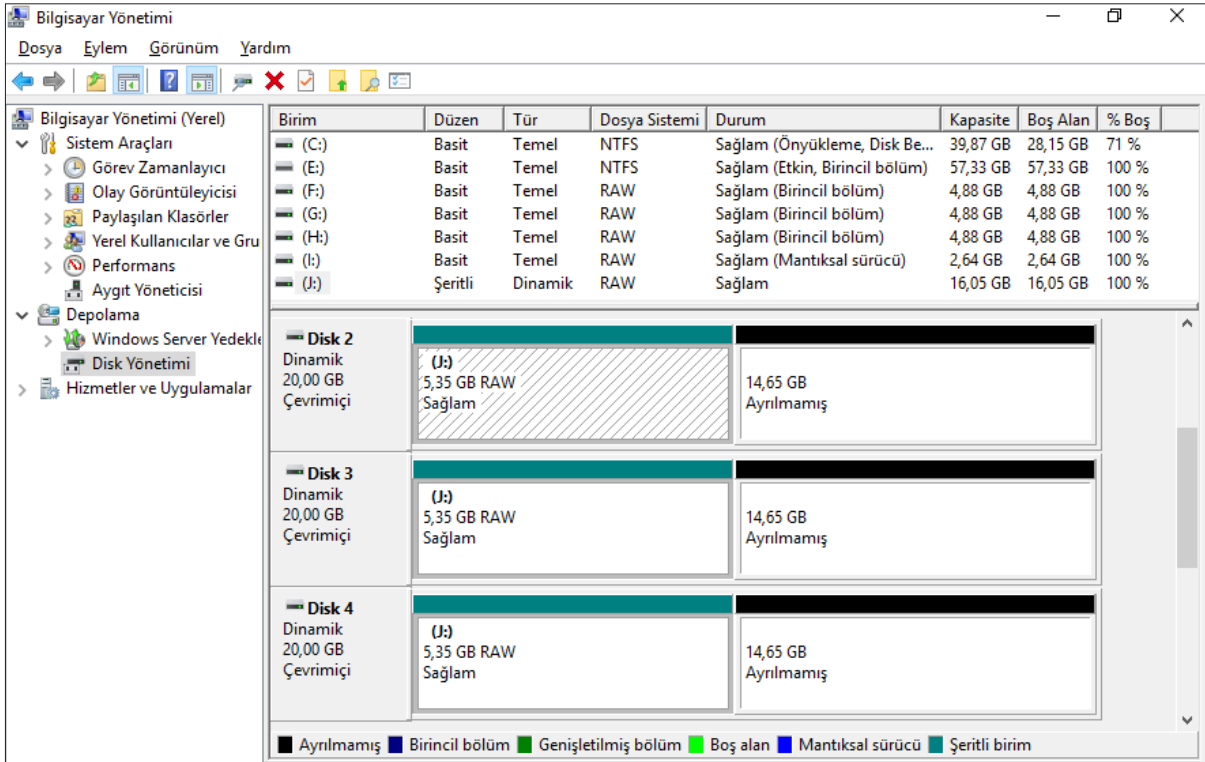 Bilgisayar Yönetimi
Dosya Eylem Görünüm Yardım
Bilgisayar Yönetimi (Yerel)
Sistem Araçları
Görev Zamanlayıcı
Olay Görüntüleyicisi
Paylaşılan Klasörler
Yerel Kullanıcılar ve Gru
Performans
Aygıt Yöneticisi
Depolama
Windows Server Yedekle
Disk Yönetimi
Hizmetler ve Uygulamalar
Birim Düzen Tür Dosya Sistemi Durum Kapasite Boş Alan % Boş
(C:) Basit Temel NTFS Sağlam (Önyükleme, Disk Be... 39,87 GB 28,15 GB 71 %
(E:) Basit Temel NTFS Sağlam (Etkin, Birincil bölüm) 57,33 GB 57,33 GB 100 %
(F:) Basit Temel RAW Sağlam (Birincil bölüm) 4,88 GB 4,88 GB 100 %
(G:) Basit Temel RAW Sağlam (Birincil bölüm) 4,88 GB 4,88 GB 100 %
(H:) Basit Temel RAW Sağlam (Birincil bölüm) 4,88 GB 4,88 GB 100 %
(I:) Basit Temel RAW Sağlam (Mantıksal sürücü) 2,64 GB 2,64 GB 100 %
(J:) Şeritli Dinamik RAW Sağlam 16,05 GB 16,05 GB 100 %
Disk 2
Dinamik
20,00 GB
Çevrimiçi
(J:)
5,35 GB RAW
Sağlam
14,65 GB
Ayrılmamış
Disk 3
Dinamik
20,00 GB
Çevrimiçi
(J:)
5,35 GB RAW
Sağlam
14,65 GB
Ayrılmamış
Disk 4
Dinamik
20,00 GB
Çevrimiçi
(J:)
5,35 GB RAW
Sağlam
14,65 GB
Ayrılmamış
Ayrılmamış Birincil bölüm Genişletilmiş bölüm Boş alan Mantıksal sürücü Şeritli birim